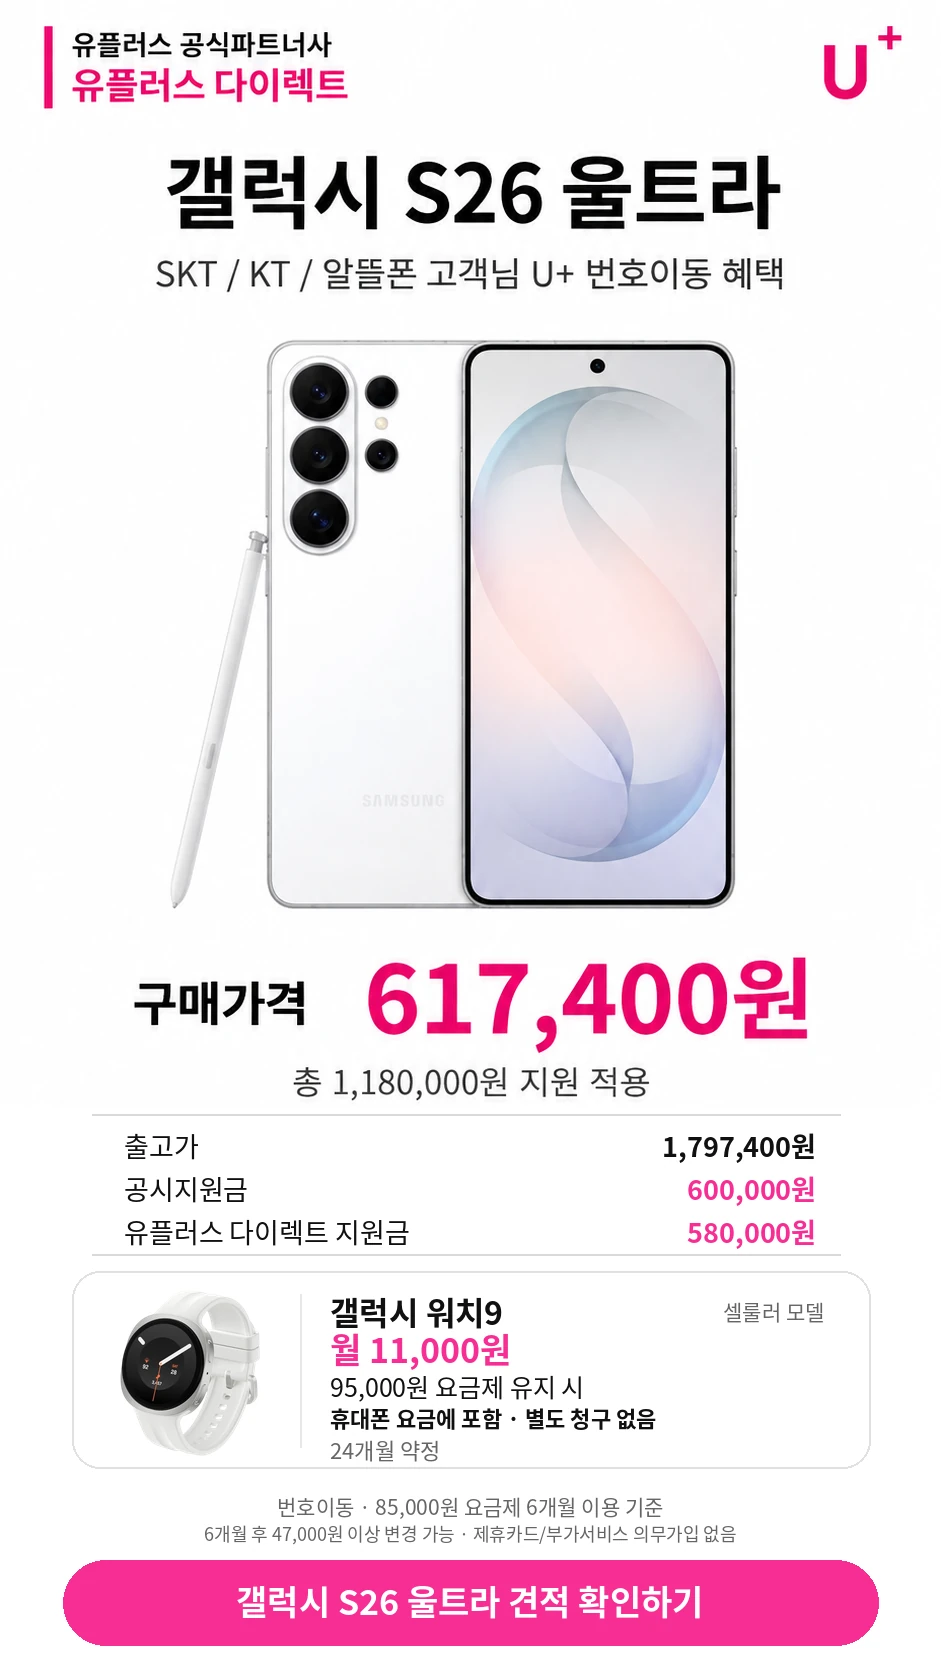 유플러스 공식파트너사
유플러스 다이렉트
U+
갤럭시 S26 울트라
SKT / KT / 알뜰폰 고객님 U+ 번호이동 혜택
SAMSUNG
구매가격 617,400원
총 1,180,000원 지원 적용
출고가 1,797,400원
공시지원금 600,000원
유플러스 다이렉트 지원금 580,000원
갤럭시 워치9 셀룰러 모델
월 11,000원
95,000원 요금제 유지 시
휴대폰 요금에 포함 · 별도 청구 없음
24개월 약정
번호이동 · 85,000원 요금제 6개월 이용 기준
6개월 후 47,000원 이상 변경 가능 · 제휴카드/부가서비스 의무가입 없음
갤럭시 S26 울트라 견적 확인하기